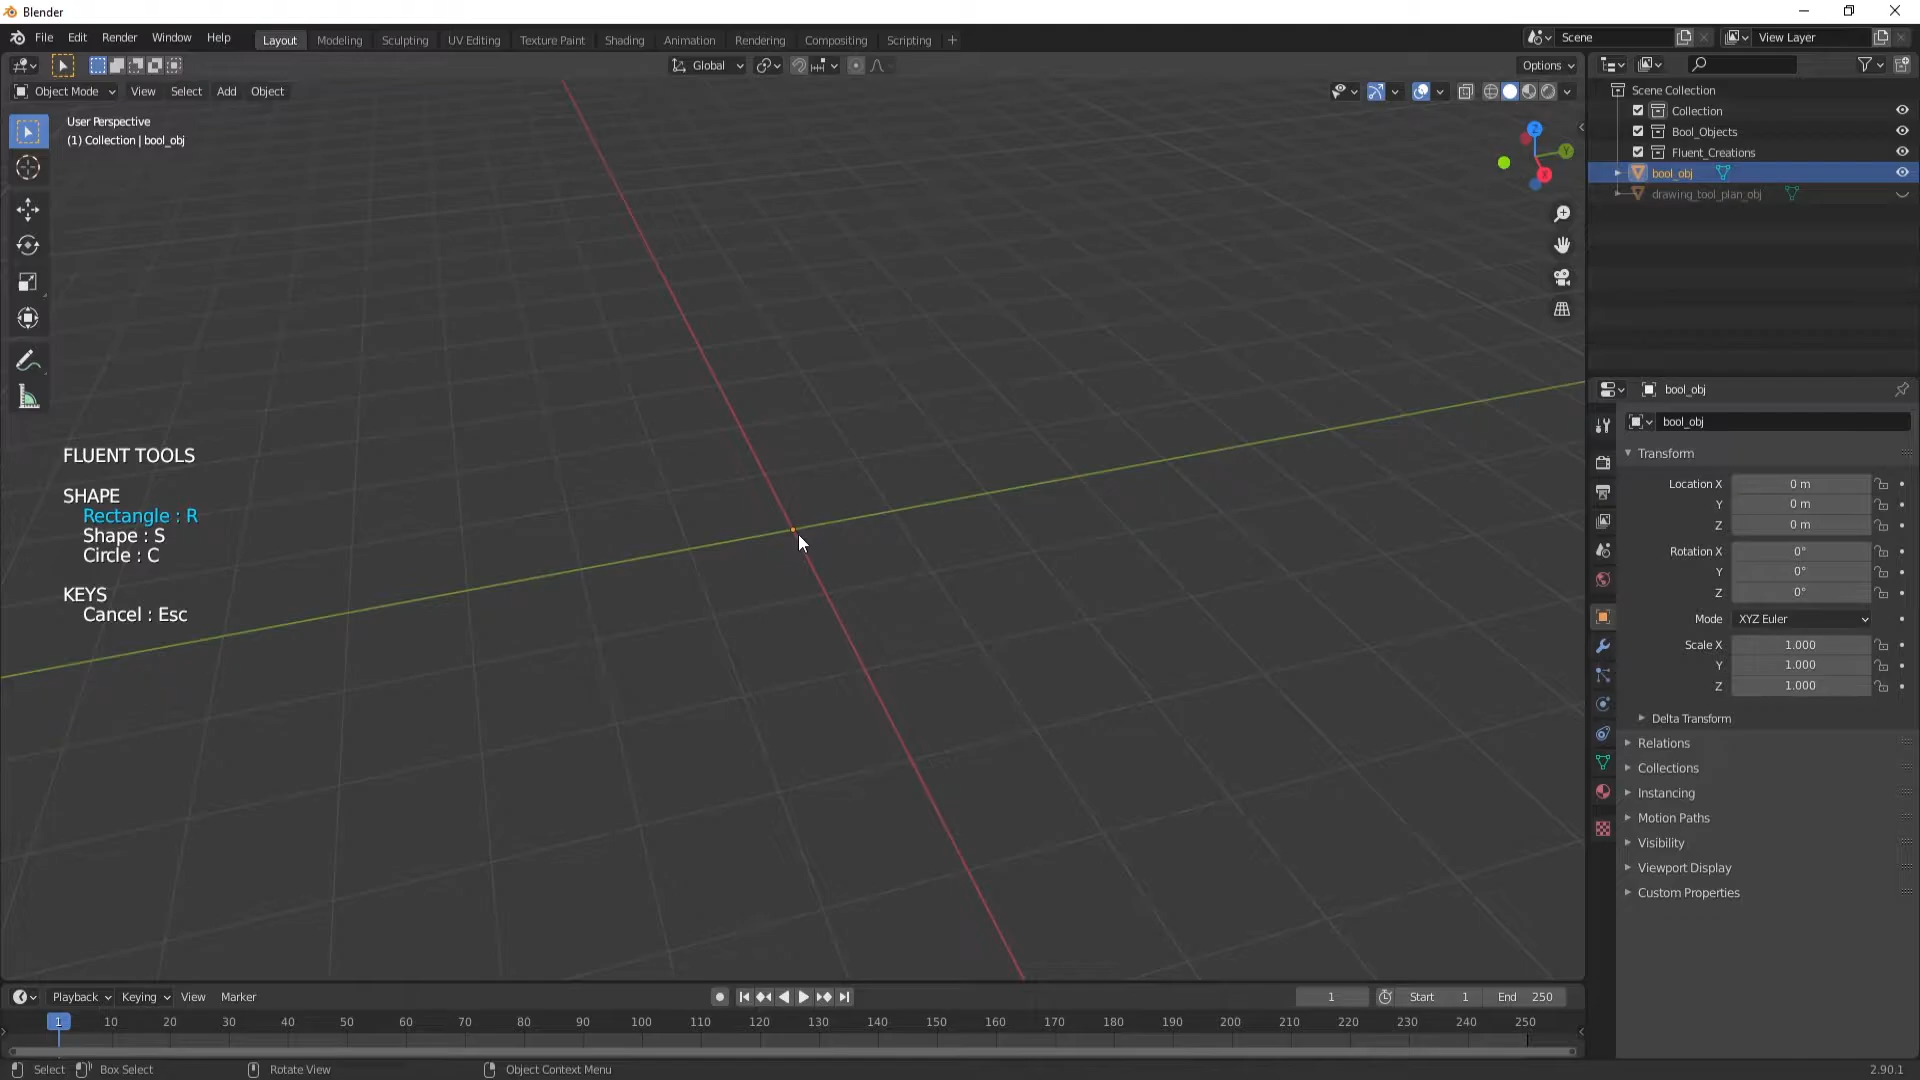 Blender
File Edit Render Window Help
Layout Modeling Sculpting UV Editing Texture Paint Shading Animation Rendering Compositing Scripting +
Scene
View Layer
Global
Options
Object Mode View Select Add Object
User Perspective
(1) Collection | bool_obj
Z
Y
X
FLUENT TOOLS
SHAPE
Rectangle : R
Shape : S
Circle : C
KEYS
Cancel : Esc
Scene Collection
Collection
Bool_Objects
Fluent_Creations
bool_obj
drawing_tool_plan_obj
bool_obj
bool_obj
Transform
Location X 0 m
Y 0 m
Z 0 m
Rotation X 0°
Y 0°
Z 0°
Mode XYZ Euler
Scale X 1.000
Y 1.000
Z 1.000
Delta Transform
Relations
Collections
Instancing
Motion Paths
Visibility
Viewport Display
Custom Properties
Playback Keying View Marker
1 Start 1 End 250
1 10 20 30 40 50 60 70 80 90 100 110 120 130 140 150 160 170 180 190 200 210 220 230 240 250
Select Box Select Rotate View Object Context Menu 2.90.1